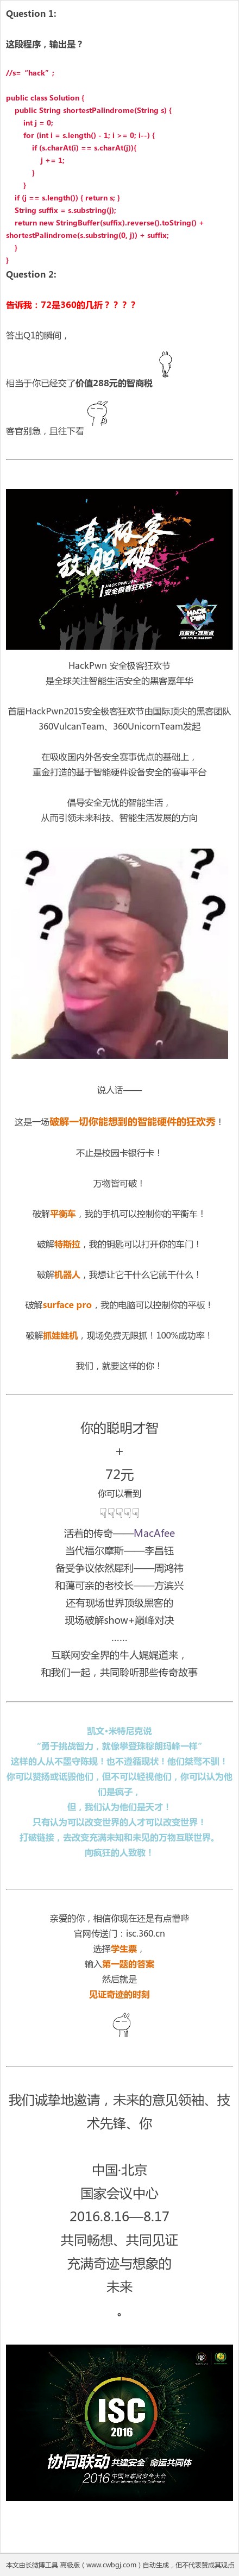 Question 1:
这段程序，输出是？
//s= “hack” ;
public class Solution {
public String shortestPalindrome(String s) {
int j = 0;
for (int i = s.length() - 1; i >= 0; i--) {
if (s.charAt(i) == s.charAt(j)){
j += 1;
}
}
if (j == s.length()) { return s; }
String suffix = s.substring(j);
return new StringBuffer(suffix).reverse().toString() +
shortestPalindrome(s.substring(0, j)) + suffix;
}
}
Question 2:
告诉我：72是360的几折？？？？
答出Q1的瞬间，
相当于你已经交了价值288元的智商税
客官别急，且往下看
真极客
敢胆破
安全极客狂欢节
HACK PWN
HackPwn 安全极客狂欢节
是全球关注智能生活安全的黑客嘉年华
首届HackPwn2015安全极客狂欢节由国际顶尖的黑客团队
360VulcanTeam、360UnicornTeam发起
在吸收国内外各安全赛事优点的基础上，
重金打造的基于智能硬件设备安全的赛事平台
倡导安全无忧的智能生活，
从而引领未来科技、智能生活发展的方向
? ? ? ?
说人话——
这是一场破解一切你能想到的智能硬件的狂欢秀！
不止是校园卡银行卡！
万物皆可破！
破解平衡车，我的手机可以控制你的平衡车！
破解特斯拉，我的钥匙可以打开你的车门！
破解机器人，我想让它干什么它就干什么！
破解surface pro，我的电脑可以控制你的平板！
破解抓娃娃机，现场免费无限抓！100%成功率！
我们，就要这样的你！
你的聪明才智
+
72元
你可以看到
☟☟☟☟☟
活着的传奇——MacAfee
当代福尔摩斯——李昌钰
备受争议依然犀利——周鸿祎
和蔼可亲的老校长——方滨兴
还有现场世界顶级黑客的
现场破解show+巅峰对决
……
互联网安全界的牛人娓娓道来，
和我们一起，共同聆听那些传奇故事
凯文•米特尼克说
“勇于挑战智力，就像攀登珠穆朗玛峰一样”
这样的人从不墨守陈规！也不遵循现状！他们桀骜不驯！
你可以赞扬或诋毁他们，但不可以轻视他们，你可以认为他
们是疯子，
但，我们认为他们是天才！
只有认为可以改变世界的人才可以改变世界！
打破链接，去改变充满未知和未见的万物互联世界。
向疯狂的人致敬！
亲爱的你，相信你现在还是有点懵哔
官网传送门：isc.360.cn
选择学生票，
输入第一题的答案
然后就是
见证奇迹的时刻
我们诚挚地邀请，未来的意见领袖、技
术先锋、你
中国·北京
国家会议中心
2016.8.16—8.17
共同畅想、共同见证
充满奇迹与想象的
未来
。
ISC
2016
协同联动 共建安全+命运共同体
2016 中国互联网安全大会
本文由长微博工具 高级版（www.cwbgj.com）自动生成，但不代表赞成其观点